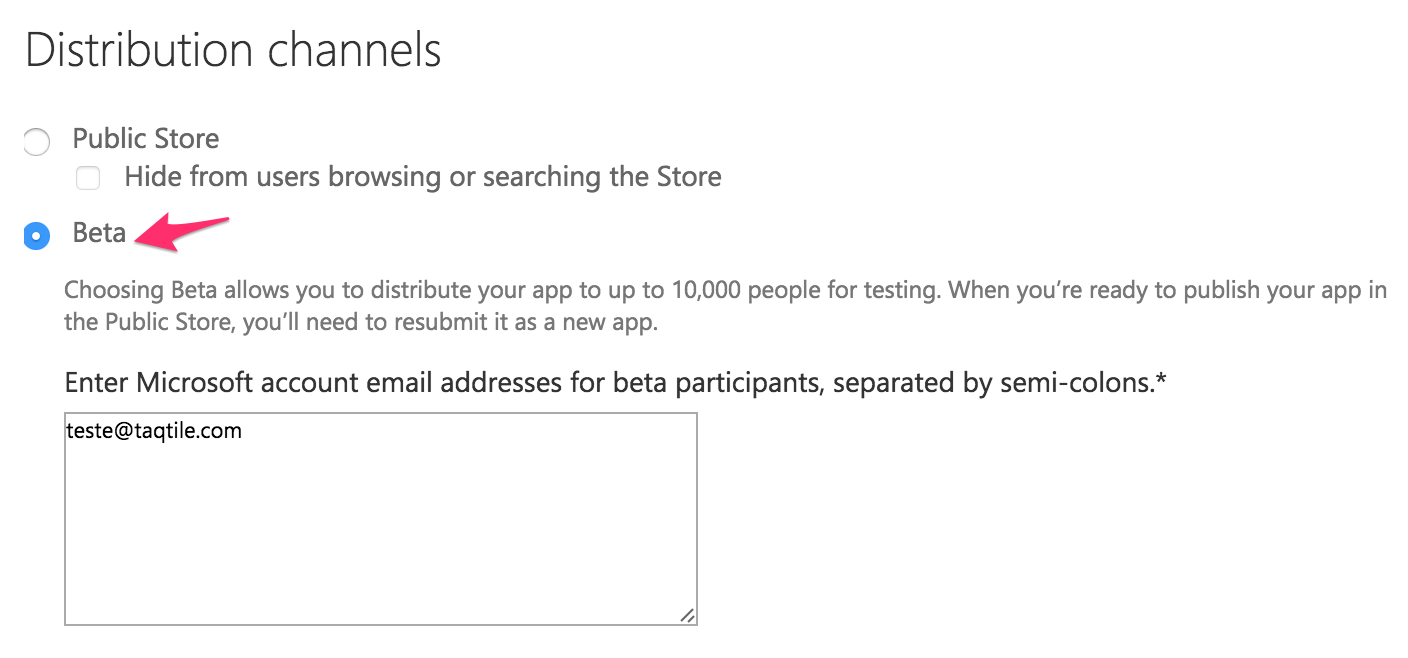 Distribution channels
Public Store
Hide from users browsing or searching the Store
Beta
Choosing Beta allows you to distribute your app to up to 10,000 people for testing. When you’re ready to publish your app in
the Public Store, you’ll need to resubmit it as a new app.
Enter Microsoft account email addresses for beta participants, separated by semi-colons.*
teste@taqtile.com